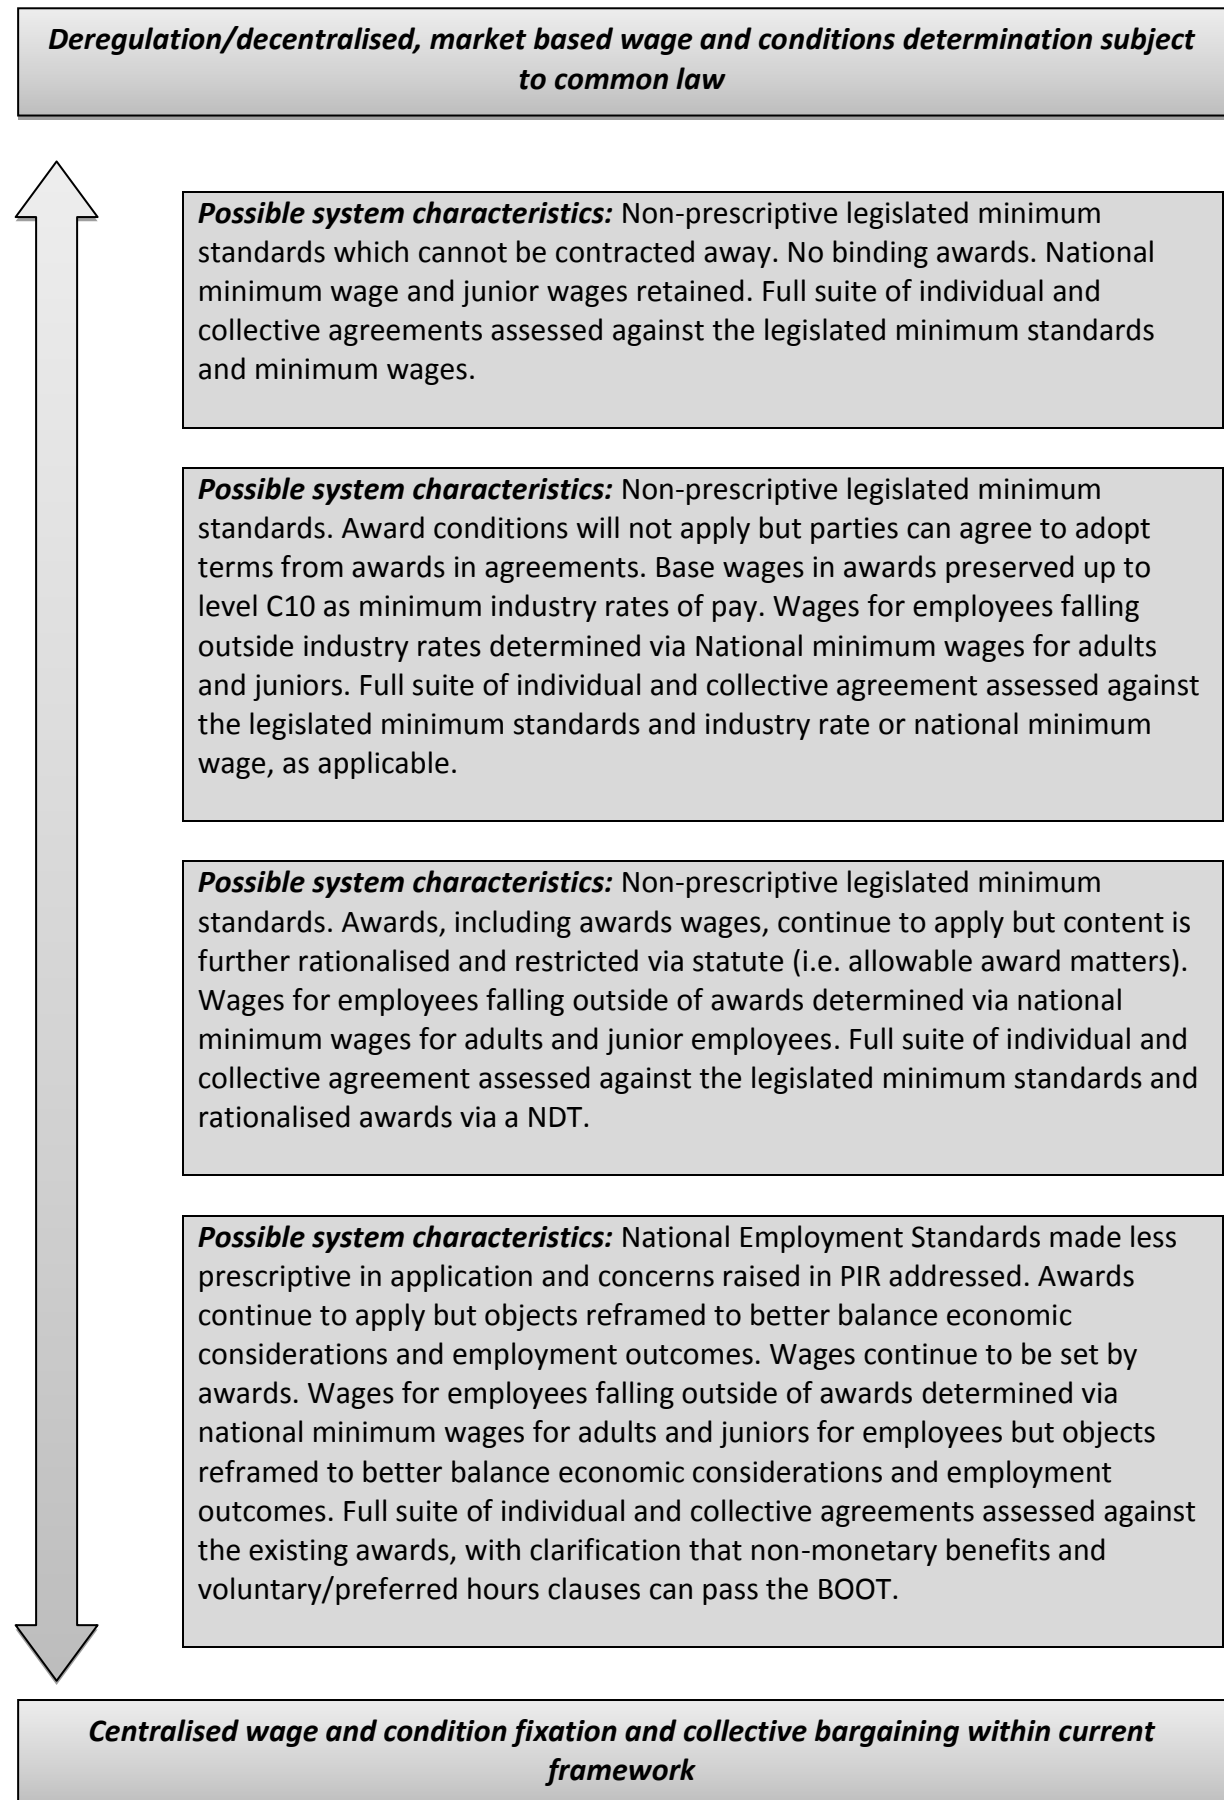 Deregulation/decentralised, market based wage and conditions determination subject
to common law
Possible system characteristics: Non-prescriptive legislated minimum
standards which cannot be contracted away. No binding awards. National
minimum wage and junior wages retained. Full suite of individual and
collective agreements assessed against the legislated minimum standards
and minimum wages.
Possible system characteristics: Non-prescriptive legislated minimum
standards. Award conditions will not apply but parties can agree to adopt
terms from awards in agreements. Base wages in awards preserved up to
level C10 as minimum industry rates of pay. Wages for employees falling
outside industry rates determined via National minimum wages for adults
and juniors. Full suite of individual and collective agreement assessed against
the legislated minimum standards and industry rate or national minimum
wage, as applicable.
Possible system characteristics: Non-prescriptive legislated minimum
standards. Awards, including awards wages, continue to apply but content is
further rationalised and restricted via statute (i.e. allowable award matters).
Wages for employees falling outside of awards determined via national
minimum wages for adults and junior employees. Full suite of individual and
collective agreement assessed against the legislated minimum standards and
rationalised awards via a NDT.
Possible system characteristics: National Employment Standards made less
prescriptive in application and concerns raised in PIR addressed. Awards
continue to apply but objects reframed to better balance economic
considerations and employment outcomes. Wages continue to be set by
awards. Wages for employees falling outside of awards determined via
national minimum wages for adults and juniors for employees but objects
reframed to better balance economic considerations and employment
outcomes. Full suite of individual and collective agreements assessed against
the existing awards, with clarification that non-monetary benefits and
voluntary/preferred hours clauses can pass the BOOT.
Centralised wage and condition fixation and collective bargaining within current
framework